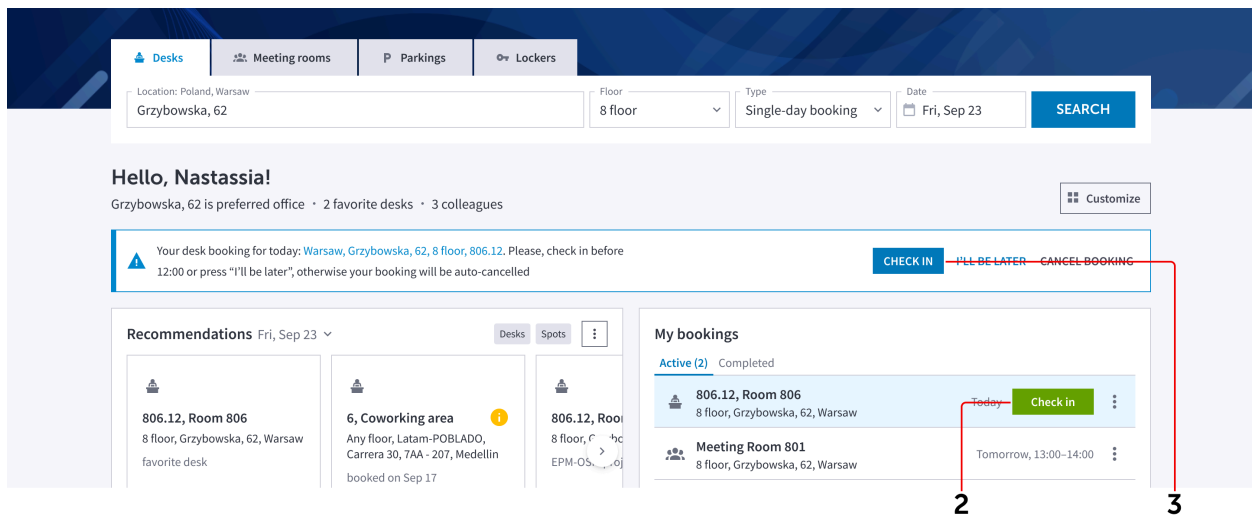 Desks
Meeting rooms
Parkings
Lockers
Location: Poland, Warsaw
Grzybowska, 62
Floor
8 floor
Type
Single-day booking
Date
Fri, Sep 23
SEARCH
Hello, Nastassia!
Grzybowska, 62 is preferred office • 2 favorite desks • 3 colleagues
Customize
Your desk booking for today: Warsaw, Grzybowska, 62, 8 floor, 806.12. Please, check in before
12:00 or press “I’ll be later”, otherwise your booking will be auto-cancelled
CHECK IN
I’LL BE LATER
CANCEL BOOKING
Recommendations Fri, Sep 23
Desks
Spots
806.12, Room 806
8 floor, Grzybowska, 62, Warsaw
favorite desk
6, Coworking area
Any floor, Latam-POBLADO,
Carrera 30, 7AA - 207, Medellin
booked on Sep 17
806.12, Roo
8 floor,
My bookings
Active (2)
Completed
806.12, Room 806
8 floor, Grzybowska, 62, Warsaw
Today
Check in
Meeting Room 801
8 floor, Grzybowska, 62, Warsaw
Tomorrow, 13:00–14:00
2
3